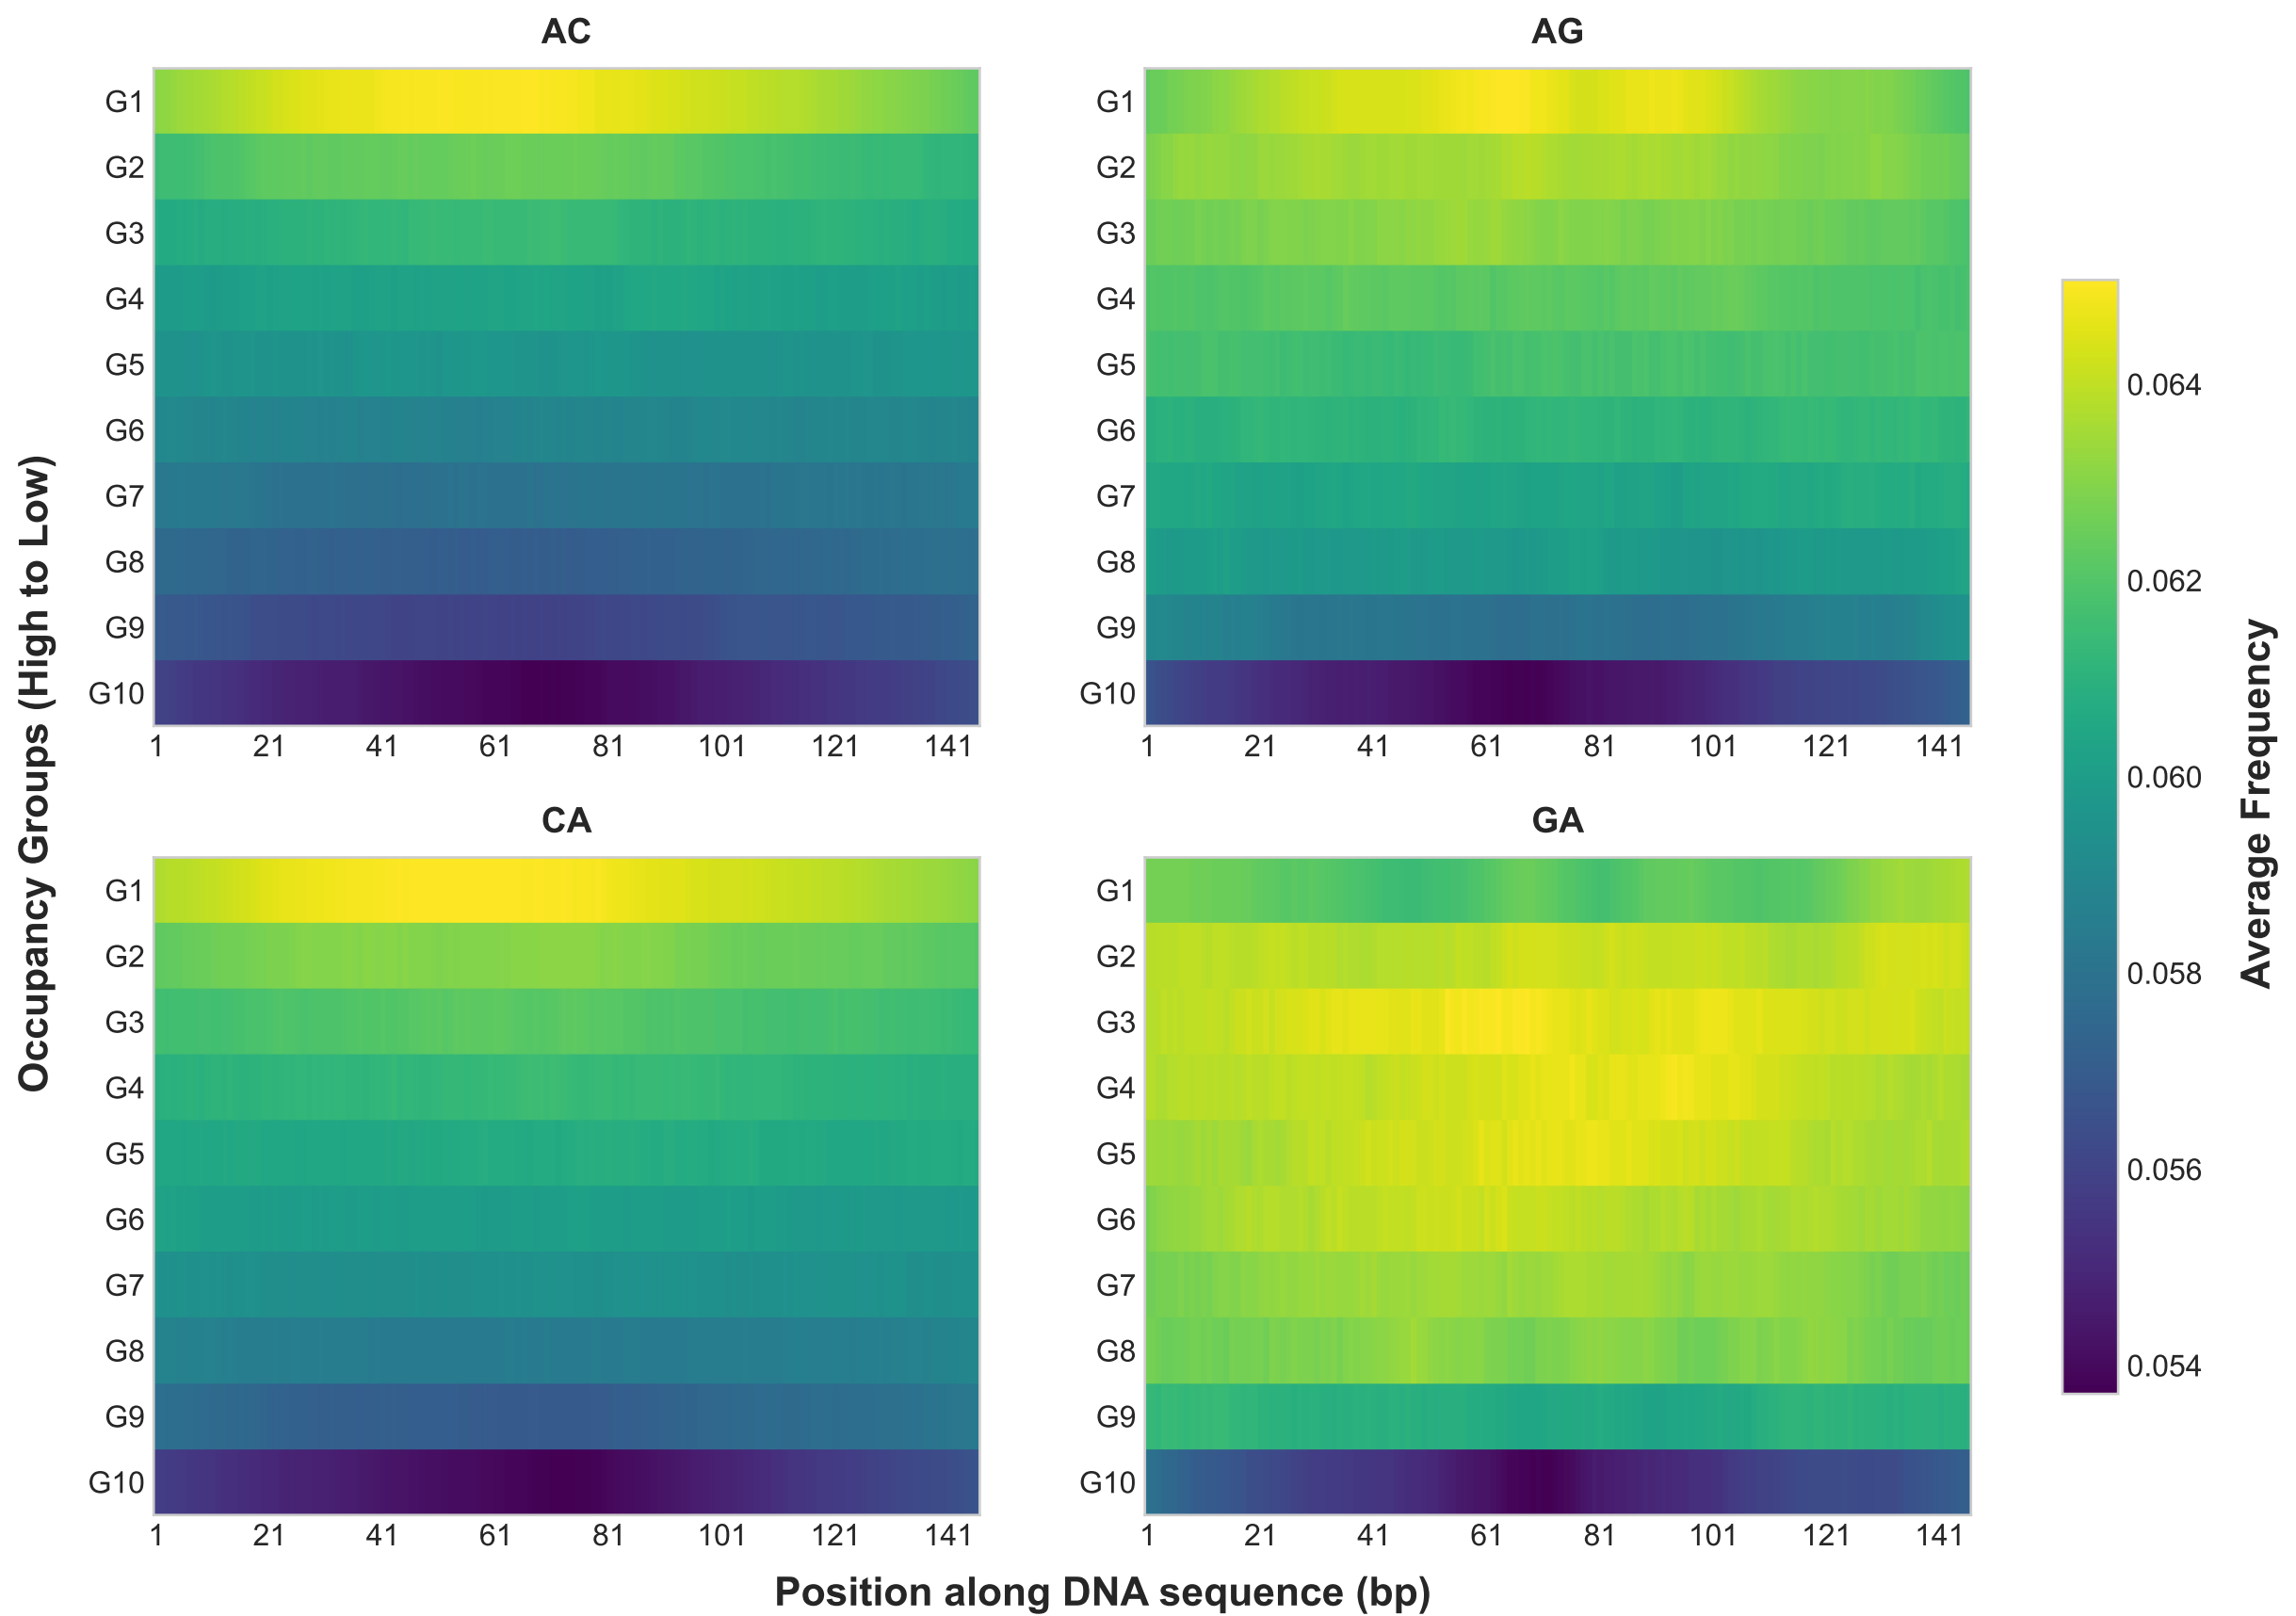 AC
AG
G1
G2
G3
G4
G5
G6
G7
G8
G9
G10
1 21 41 61 81 101 121 141
G1
G2
G3
G4
G5
G6
G7
G8
G9
G10
1 21 41 61 81 101 121 141
CA
GA
G1
G2
G3
G4
G5
G6
G7
G8
G9
G10
1 21 41 61 81 101 121 141
G1
G2
G3
G4
G5
G6
G7
G8
G9
G10
1 21 41 61 81 101 121 141
Occupancy Groups (High to Low)
Position along DNA sequence (bp)
0.064
0.062
0.060
0.058
0.056
0.054
Average Frequency